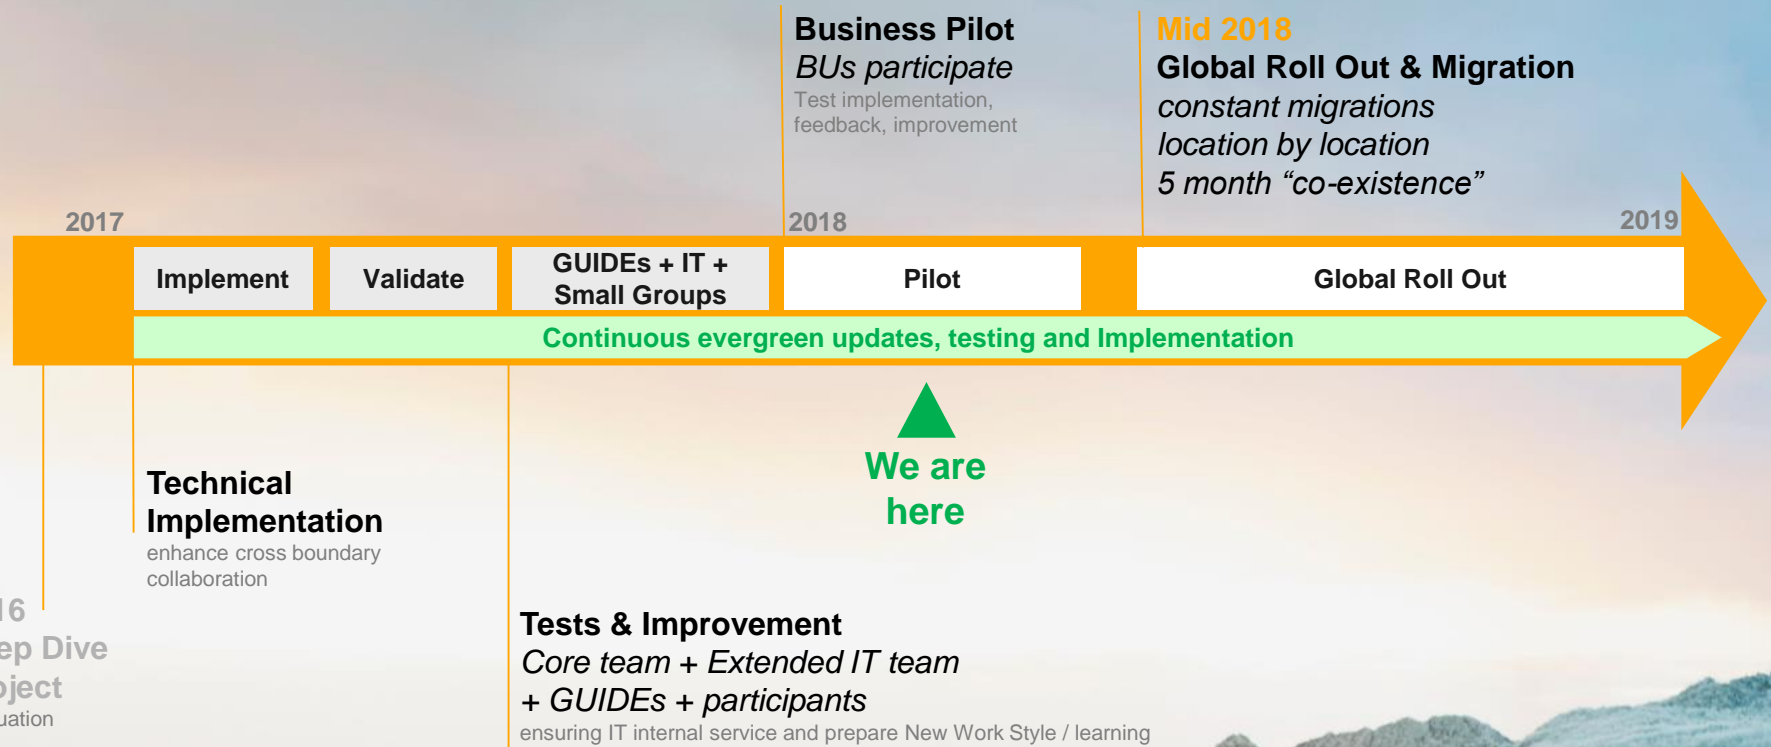 Business Pilot
BUs participate
Test implementation,
feedback, improvement
Mid 2018
Global Roll Out & Migration
constant migrations
location by location
5 month “co-existence”
2017
2018
2019
Implement
Validate
GUIDEs + IT +
Small Groups
Pilot
Global Roll Out
Continuous evergreen updates, testing and Implementation
We are
here
Technical
Implementation
enhance cross boundary
collaboration
Dive
Tests & Improvement
Core team + Extended IT team
+ GUIDEs + participants
ensuring IT internal service and prepare New Work Style / learning